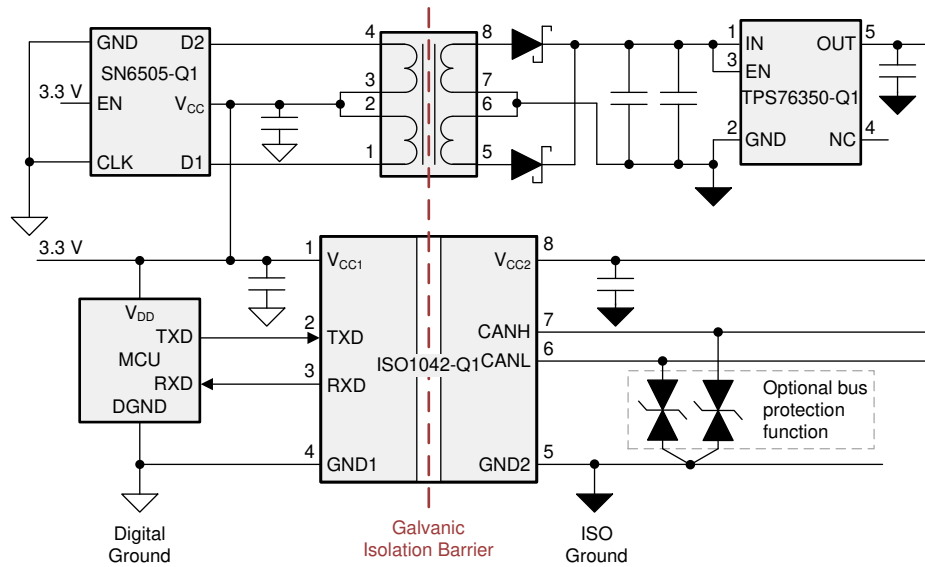 GND D2 4 8 1 IN OUT 5
SN6505-Q1 3 EN
3.3 V EN VCC 3 7 TPS76350-Q1
2 6
CLK D1 1 5 2 GND NC 4
3.3 V 1 VCC1 VCC2 8
VDD
TXD 2 TXD CANH 7
MCU ISO1042-Q1 CANL 6
RXD 3 RXD
DGND
Optional bus
protection
function
4 GND1 GND2 5
Digital
Ground
Galvanic
Isolation Barrier
ISO
Ground